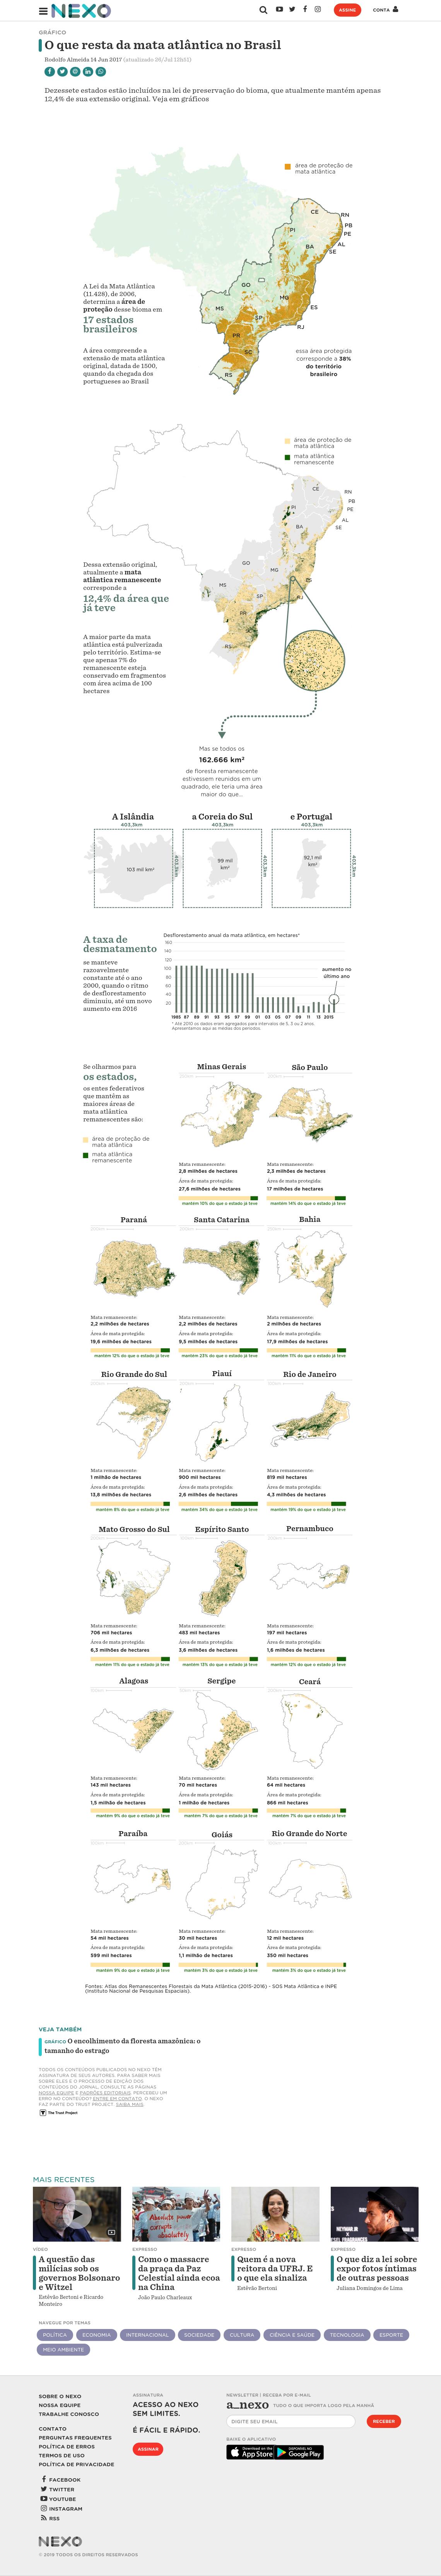 NEXO
ASSINE
CONTA
GRÁFICO
O que resta da mata atlântica no Brasil
Rodolfo Almeida 14 Jun 2017 (atualizado 26/Jul 12h51)
Dezessete estados estão incluídos na lei de preservação do bioma, que atualmente mantém apenas
12,4% de sua extensão original. Veja em gráficos
área de proteção de
mata atlântica
CE
RN
PB
PE
AL
SE
PI
BA
GO
MG
ES
MS
SP
RJ
PR
SC
RS
A Lei da Mata Atlântica
(11.428), de 2006,
determina a área de
proteção desse bioma em
17 estados
brasileiros
A área compreende a
extensão de mata atlântica
original, datada de 1500,
quando da chegada dos
portugueses ao Brasil
essa área protegida
corresponde a 38%
do território
brasileiro
área de proteção de
mata atlântica
mata atlântica
remanescente
CE
RN
PB
PE
AL
SE
PI
BA
GO
MG
ES
MS
SP
RJ
PR
RS
Dessa extensão original,
atualmente a mata
atlântica remanescente
corresponde a
12,4% da área que
já teve
A maior parte da mata
atlântica está pulverizada
pelo território. Estima-se
que apenas 7% do
remanescente esteja
conservado em fragmentos
com área acima de 100
hectares
Mas se todos os
162.666 km²
de floresta remanescente
estivessem reunidos em um
quadrado, ele teria uma área
maior do que...
A Islândia
403,3km
103 mil km²
403,3km
a Coreia do Sul
403,3km
99 mil
km²
403,3km
e Portugal
403,3km
92,1 mil
km²
403,3km
A taxa de
desmatamento
se manteve
razoavelmente
constante até o ano
2000, quando o ritmo
de desflorestamento
diminuiu, até um novo
aumento em 2016
Desflorestamento anual da mata atlântica, em hectares*
160
140
120
100
80
60
40
20
aumento no
último ano
1985 87 89 91 93 95 97 99 01 03 05 07 09 11 13 2015
* Até 2010 os dados eram agregados para intervalos de 5, 3 ou 2 anos.
Apresentamos aqui as médias dos períodos.
Se olharmos para
os estados,
os entes federativos
que mantêm as
maiores áreas de
mata atlântica
remanescentes são:
área de proteção de
mata atlântica
mata atlântica
remanescente
Minas Gerais
Mata remanescente:
2,8 milhões de hectares
Área de mata protegida:
27,6 milhões de hectares
mantém 10% do que o estado já teve
São Paulo
Mata remanescente:
2,3 milhões de hectares
Área de mata protegida:
17 milhões de hectares
mantém 14% do que o estado já teve
Paraná
Mata remanescente:
2,2 milhões de hectares
Área de mata protegida:
19,6 milhões de hectares
mantém 12% do que o estado já teve
Santa Catarina
Mata remanescente:
2,2 milhões de hectares
Área de mata protegida:
9,5 milhões de hectares
mantém 23% do que o estado já teve
Bahia
Mata remanescente:
2 milhões de hectares
Área de mata protegida:
17,9 milhões de hectares
mantém 11% do que o estado já teve
Rio Grande do Sul
Mata remanescente:
1 milhão de hectares
Área de mata protegida:
13,8 milhões de hectares
mantém 8% do que o estado já teve
Piauí
Mata remanescente:
900 mil hectares
Área de mata protegida:
2,6 milhões de hectares
mantém 34% do que o estado já teve
Rio de Janeiro
Mata remanescente:
819 mil hectares
Área de mata protegida:
4,3 milhões de hectares
mantém 19% do que o estado já teve
Mato Grosso do Sul
Mata remanescente:
706 mil hectares
Área de mata protegida:
6,3 milhões de hectares
mantém 11% do que o estado já teve
Espírito Santo
Mata remanescente:
483 mil hectares
Área de mata protegida:
3,6 milhões de hectares
mantém 13% do que o estado já teve
Pernambuco
Mata remanescente:
197 mil hectares
Área de mata protegida:
1,6 milhões de hectares
mantém 12% do que o estado já teve
Alagoas
Mata remanescente:
143 mil hectares
Área de mata protegida:
1,5 milhão de hectares
mantém 9% do que o estado já teve
Sergipe
Mata remanescente:
70 mil hectares
Área de mata protegida:
1 milhão de hectares
mantém 7% do que o estado já teve
Ceará
Mata remanescente:
64 mil hectares
Área de mata protegida:
866 mil hectares
mantém 7% do que o estado já teve
Paraíba
Mata remanescente:
54 mil hectares
Área de mata protegida:
599 mil hectares
mantém 9% do que o estado já teve
Goiás
Mata remanescente:
30 mil hectares
Área de mata protegida:
1,1 milhão de hectares
mantém 3% do que o estado já teve
Rio Grande do Norte
Mata remanescente:
12 mil hectares
Área de mata protegida:
350 mil hectares
mantém 3% do que o estado já teve
Fontes: Atlas dos Remanescentes Florestais da Mata Atlântica (2015-2016) - SOS Mata Atlântica e INPE
(Instituto Nacional de Pesquisas Espaciais).
VEJA TAMBÉM
GRÁFICO O encolhimento da floresta amazônica: o
tamanho do estrago
TODOS OS CONTEÚDOS PUBLICADOS NO NEXO TÊM
ASSINATURA DE SEUS AUTORES. PARA SABER MAIS
SOBRE ELES E O PROCESSO DE EDIÇÃO DOS
CONTEÚDOS DO JORNAL, CONSULTE AS PÁGINAS
NOSSA EQUIPE E PADRÕES EDITORIAIS. PERCEBEU UM
ERRO NO CONTEÚDO? ENTRE EM CONTATO. O NEXO
FAZ PARTE DO TRUST PROJECT. SAIBA MAIS.
The Trust Project
MAIS RECENTES
VÍDEO
A questão das
milícias sob os
governos Bolsonaro
e Witzel
Estêvão Bertoni e Ricardo
Monteiro
Absolute power
corrupts absolutely
EXPRESSO
Como o massacre
da praça da Paz
Celestial ainda ecoa
na China
João Paulo Charleaux
EXPRESSO
Quem é a nova
reitora da UFRJ. E
o que ela sinaliza
Estêvão Bertoni
NEYMAR JR
EXPRESSO
O que diz a lei sobre
expor fotos íntimas
de outras pessoas
Juliana Domingos de Lima
NAVEGUE POR TEMAS
POLÍTICA
ECONOMIA
INTERNACIONAL
SOCIEDADE
CULTURA
CIÊNCIA E SAÚDE
TECNOLOGIA
ESPORTE
MEIO AMBIENTE
SOBRE O NEXO
NOSSA EQUIPE
TRABALHE CONOSCO
CONTATO
PERGUNTAS FREQUENTES
POLÍTICA DE ERROS
TERMOS DE USO
POLÍTICA DE PRIVACIDADE
FACEBOOK
TWITTER
YOUTUBE
INSTAGRAM
RSS
ASSINATURA
ACESSO AO NEXO
SEM LIMITES.
É FÁCIL E RÁPIDO.
ASSINAR
NEWSLETTER | RECEBA POR E-MAIL
a_nexo TUDO O QUE IMPORTA LOGO PELA MANHÃ
DIGITE SEU EMAIL
RECEBER
BAIXE O APLICATIVO
App Store
DISPONÍVEL NO
Google Play
NEXO
© 2019 TODOS OS DIREITOS RESERVADOS